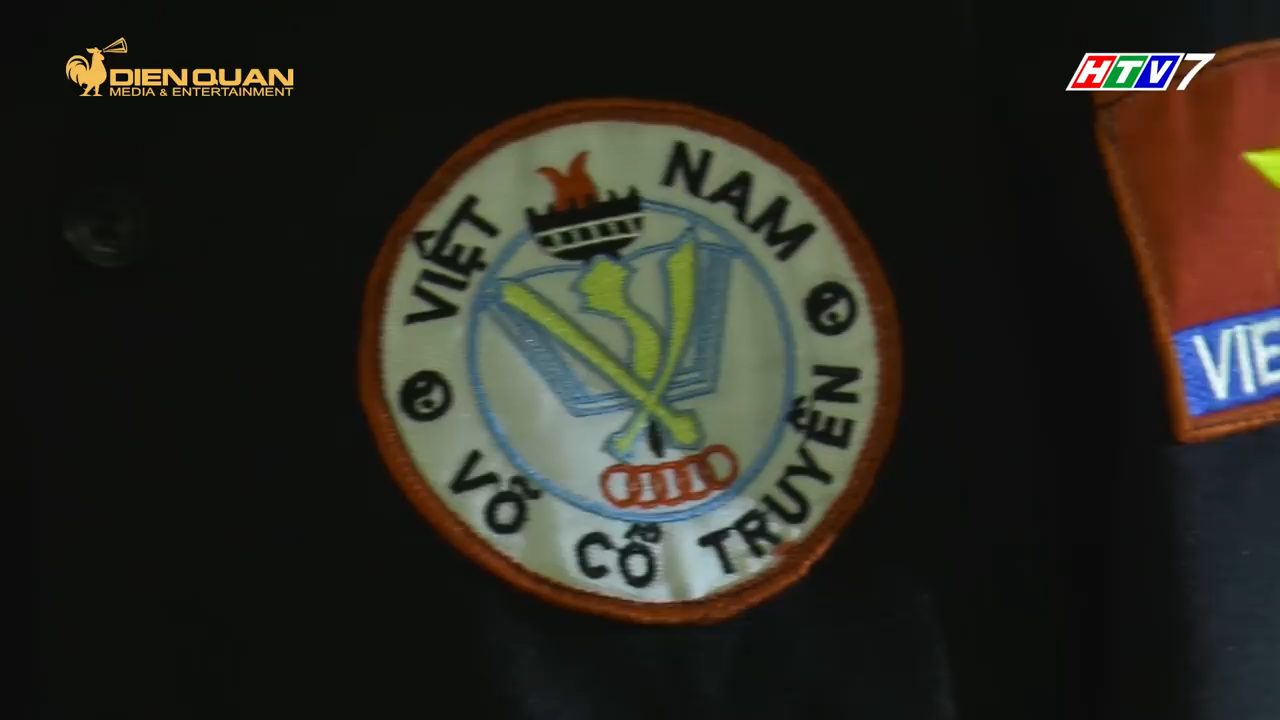 DIEN QUAN
MEDIA & ENTERTAINMENT
HTV7
VIỆT NAM
VÕ CỔ TRUYỀN
VIE